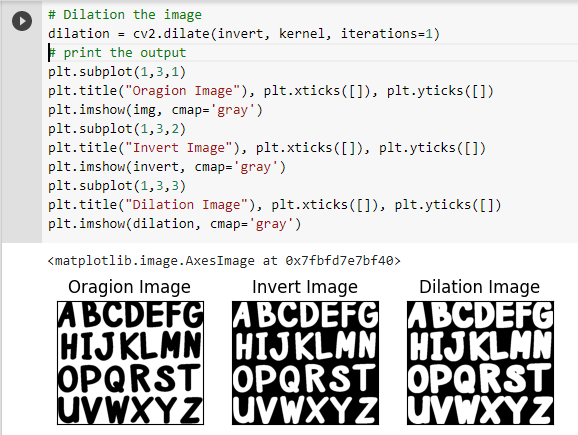 # Dilation the image
dilation = cv2.dilate(invert, kernel, iterations=1)
# print the output
plt.subplot(1,3,1)
plt.title("Oragion Image"), plt.xticks([]), plt.yticks([])
plt.imshow(img, cmap='gray')
plt.subplot(1,3,2)
plt.title("Invert Image"), plt.xticks([]), plt.yticks([])
plt.imshow(invert, cmap='gray')
plt.subplot(1,3,3)
plt.title("Dilation Image"), plt.xticks([]), plt.yticks([])
plt.imshow(dilation, cmap='gray')
<matplotlib.image.AxesImage at 0x7fbfd7e7bf40>
Oragion Image Invert Image Dilation Image
ABCDEFG ABCDEFG ABCDEFG
HIJKLMN HIJKLMN HIJKLMN
OPQRST OPQRST OPQRST
UVWXYZ UVWXYZ UVWXYZ